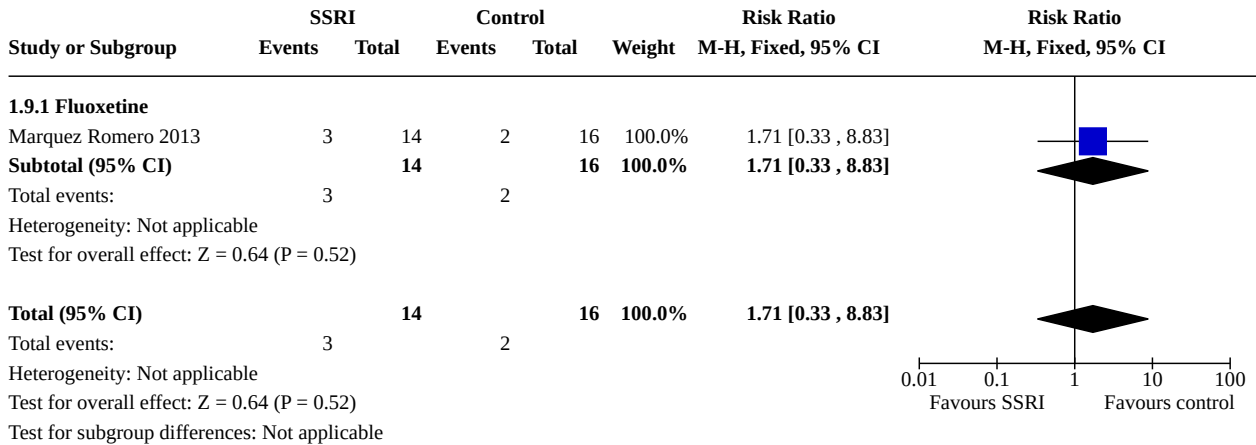 SSRI Control Risk Ratio Risk Ratio
Study or Subgroup Events Total Events Total Weight M-H, Fixed, 95% CI M-H, Fixed, 95% CI
1.9.1 Fluoxetine
Marquez Romero 2013 3 14 2 16 100.0% 1.71 [0.33 , 8.83]
Subtotal (95% CI) 14 16 100.0% 1.71 [0.33 , 8.83]
Total events: 3 2
Heterogeneity: Not applicable
Test for overall effect: Z = 0.64 (P = 0.52)
Total (95% CI) 14 16 100.0% 1.71 [0.33 , 8.83]
Total events: 3 2
Heterogeneity: Not applicable
0.01 0.1 1 10 100
Test for overall effect: Z = 0.64 (P = 0.52)
Favours SSRI Favours control
Test for subgroup differences: Not applicable